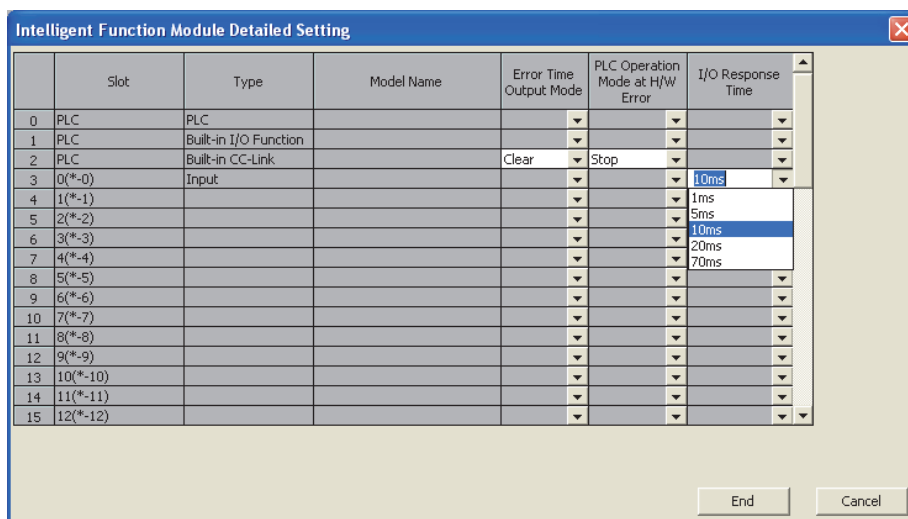 Intelligent Function Module Detailed Setting
Slot Type Model Name Error Time Output Mode PLC Operation Mode at H/W Error I/O Response Time
0 PLC PLC
1 PLC Built-in I/O Function
2 PLC Built-in CC-Link Clear Stop
3 0(*-0) Input 10ms
4 1(*-1) 1ms
5 2(*-2) 5ms
6 3(*-3) 10ms
20ms
7 4(*-4) 70ms
8 5(*-5)
9 6(*-6)
10 7(*-7)
11 8(*-8)
12 9(*-9)
13 10(*-10)
14 11(*-11)
15 12(*-12)
End Cancel